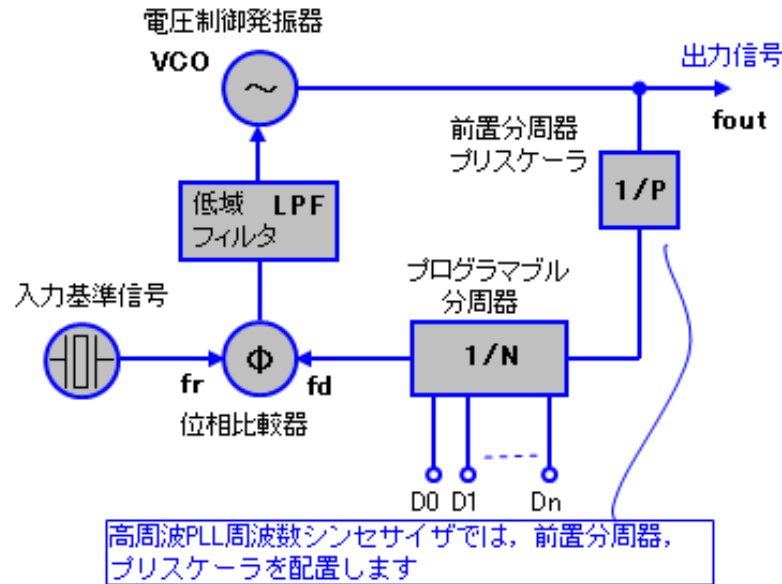 電圧制御発振器
VCO
～
出力信号
fout
前置分周器
プリスケーラ
1/P
低域 LPF
フィルタ
プログラマブル
分周器
入力基準信号
1/N
Φ
fr
fd
位相比較器
D0 D1 Dn
高周波PLL周波数シンセサイザでは，前置分周器，
プリスケーラを配置します